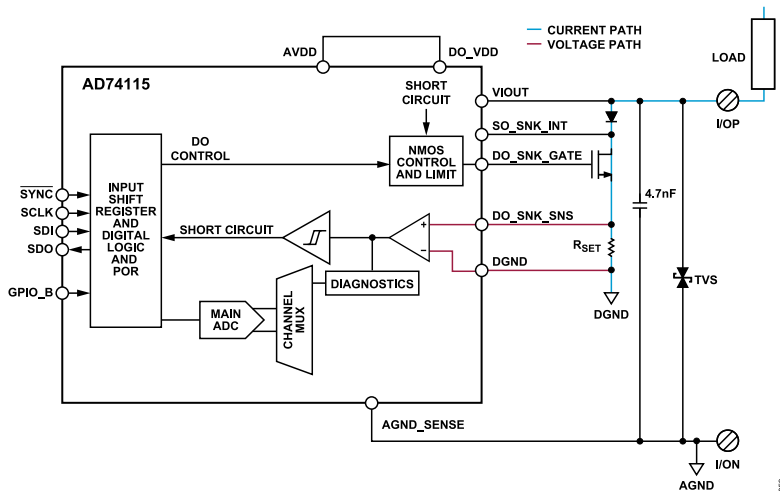 AVDD
DO_VDD
CURRENT PATH
VOLTAGE PATH
LOAD
AD74115
SHORT
CIRCUIT
VIOUT
I/OP
SO_SNK_INT
DO
CONTROL
NMOS
CONTROL
AND LIMIT
DO_SNK_GATE
INPUT
SHIFT
REGISTER
AND
DIGITAL
LOGIC
AND
POR
SYNC
SCLK
SDI
SDO
GPIO_B
4.7nF
SHORT CIRCUIT
+
−
DO_SNK_SNS
RSET
DGND
DIAGNOSTICS
TVS
DGND
MAIN
ADC
CHANNEL
MUX
AGND_SENSE
I/ON
AGND